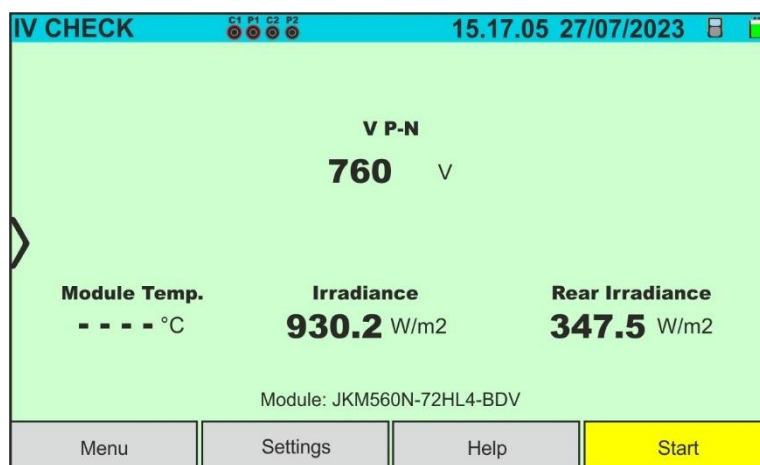 IV CHECK C1 P1 C2 P2 15.17.05 27/07/2023
V P-N
760 V
Module Temp. Irradiance Rear Irradiance
- - - - °C 930.2 W/m2 347.5 W/m2
Module: JKM560N-72HL4-BDV
Menu Settings Help Start